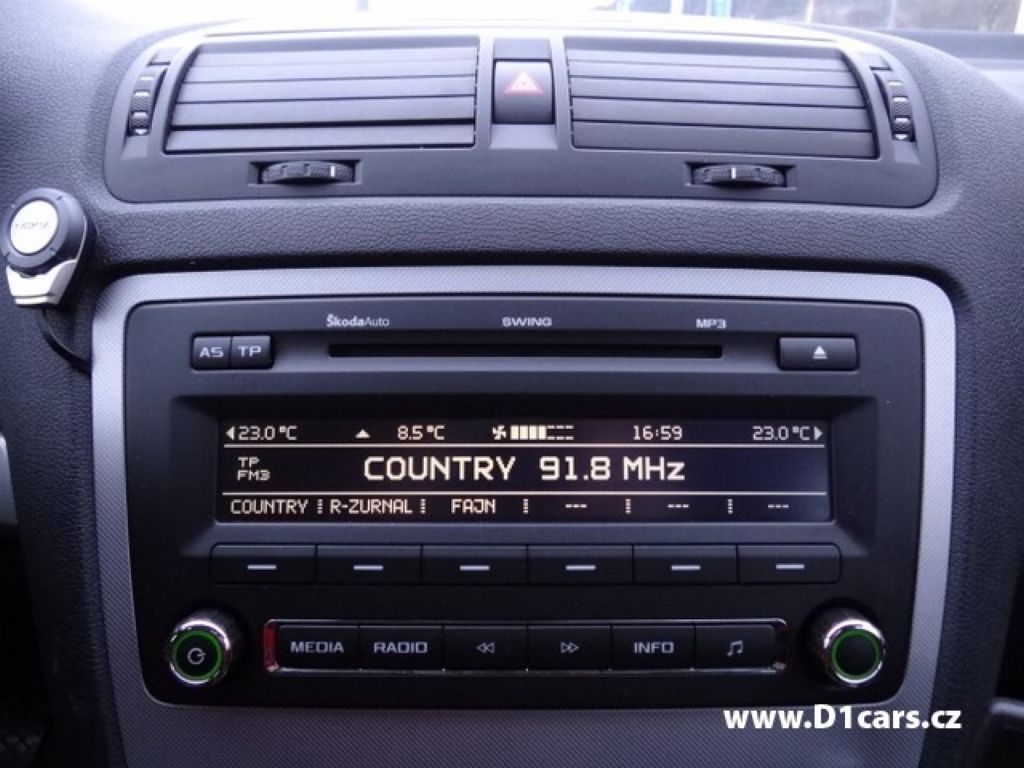 NOKIA
ŠkodaAuto SWING MP3
AS TP
23.0°C 8.5°C 16:59 23.0°C
TP
FM3
COUNTRY 91.8 MHz
COUNTRY R-ZURNAL FAJN --- --- ---
MEDIA RADIO INFO
www.D1cars.cz